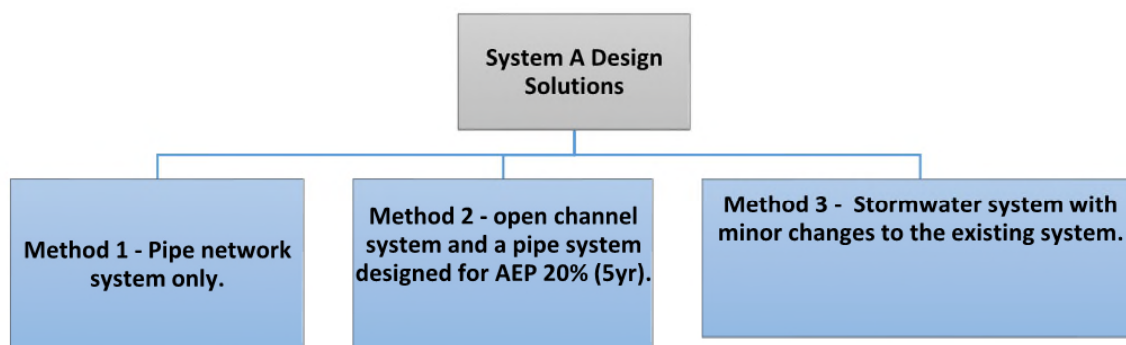 System A Design
Solutions
Method 1 - Pipe network
system only.
Method 2 - open channel
system and a pipe system
designed for AEP 20% (5yr).
Method 3 -  Stormwater system with
minor changes to the existing system.